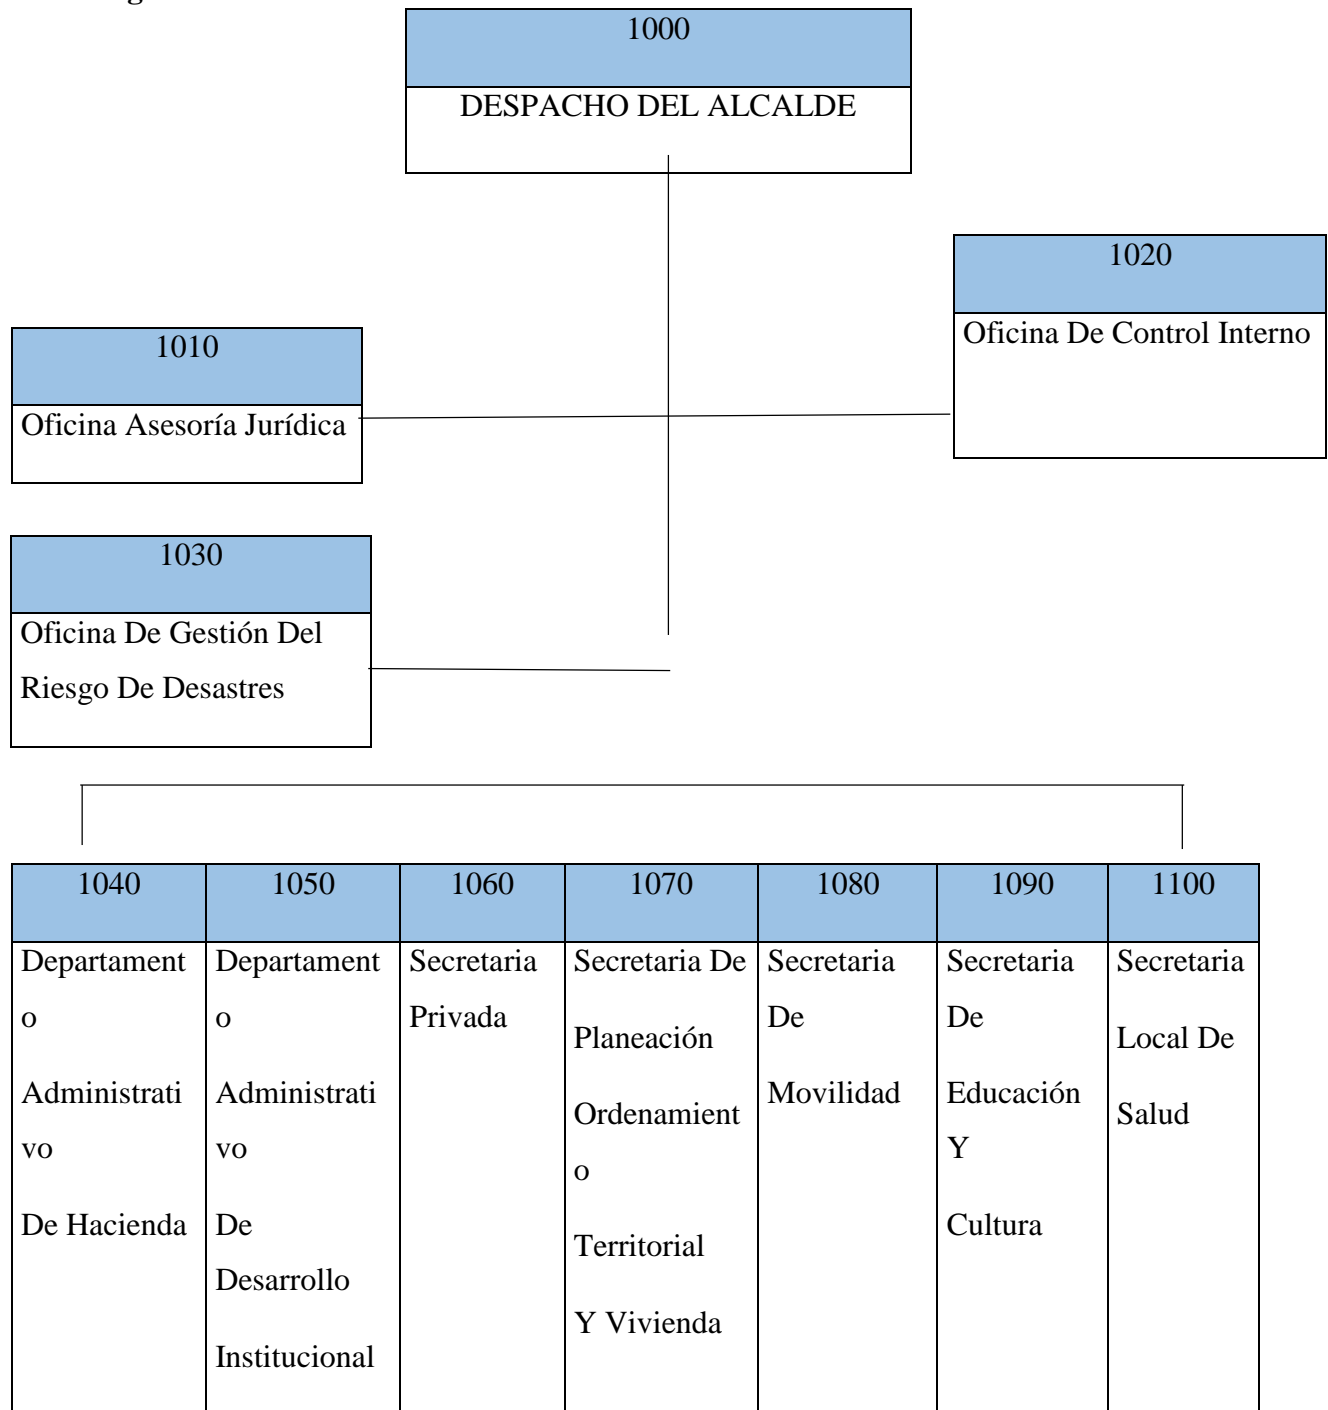 1000
DESPACHO DEL ALCALDE
1020
Oficina De Control Interno
1010
Oficina Asesoría Jurídica
1030
Oficina De Gestión Del
Riesgo De Desastres
1040
Departament
o
Administrati
vo
De Hacienda
1050
Departament
o
Administrati
vo
De
Desarrollo
Institucional
1060
Secretaria
Privada
1070
Secretaria De
Planeación
Ordenamient
o
Territorial
Y Vivienda
1080
Secretaria
De
Movilidad
1090
Secretaria
De
Educación
Y
Cultura
1100
Secretaria
Local De
Salud